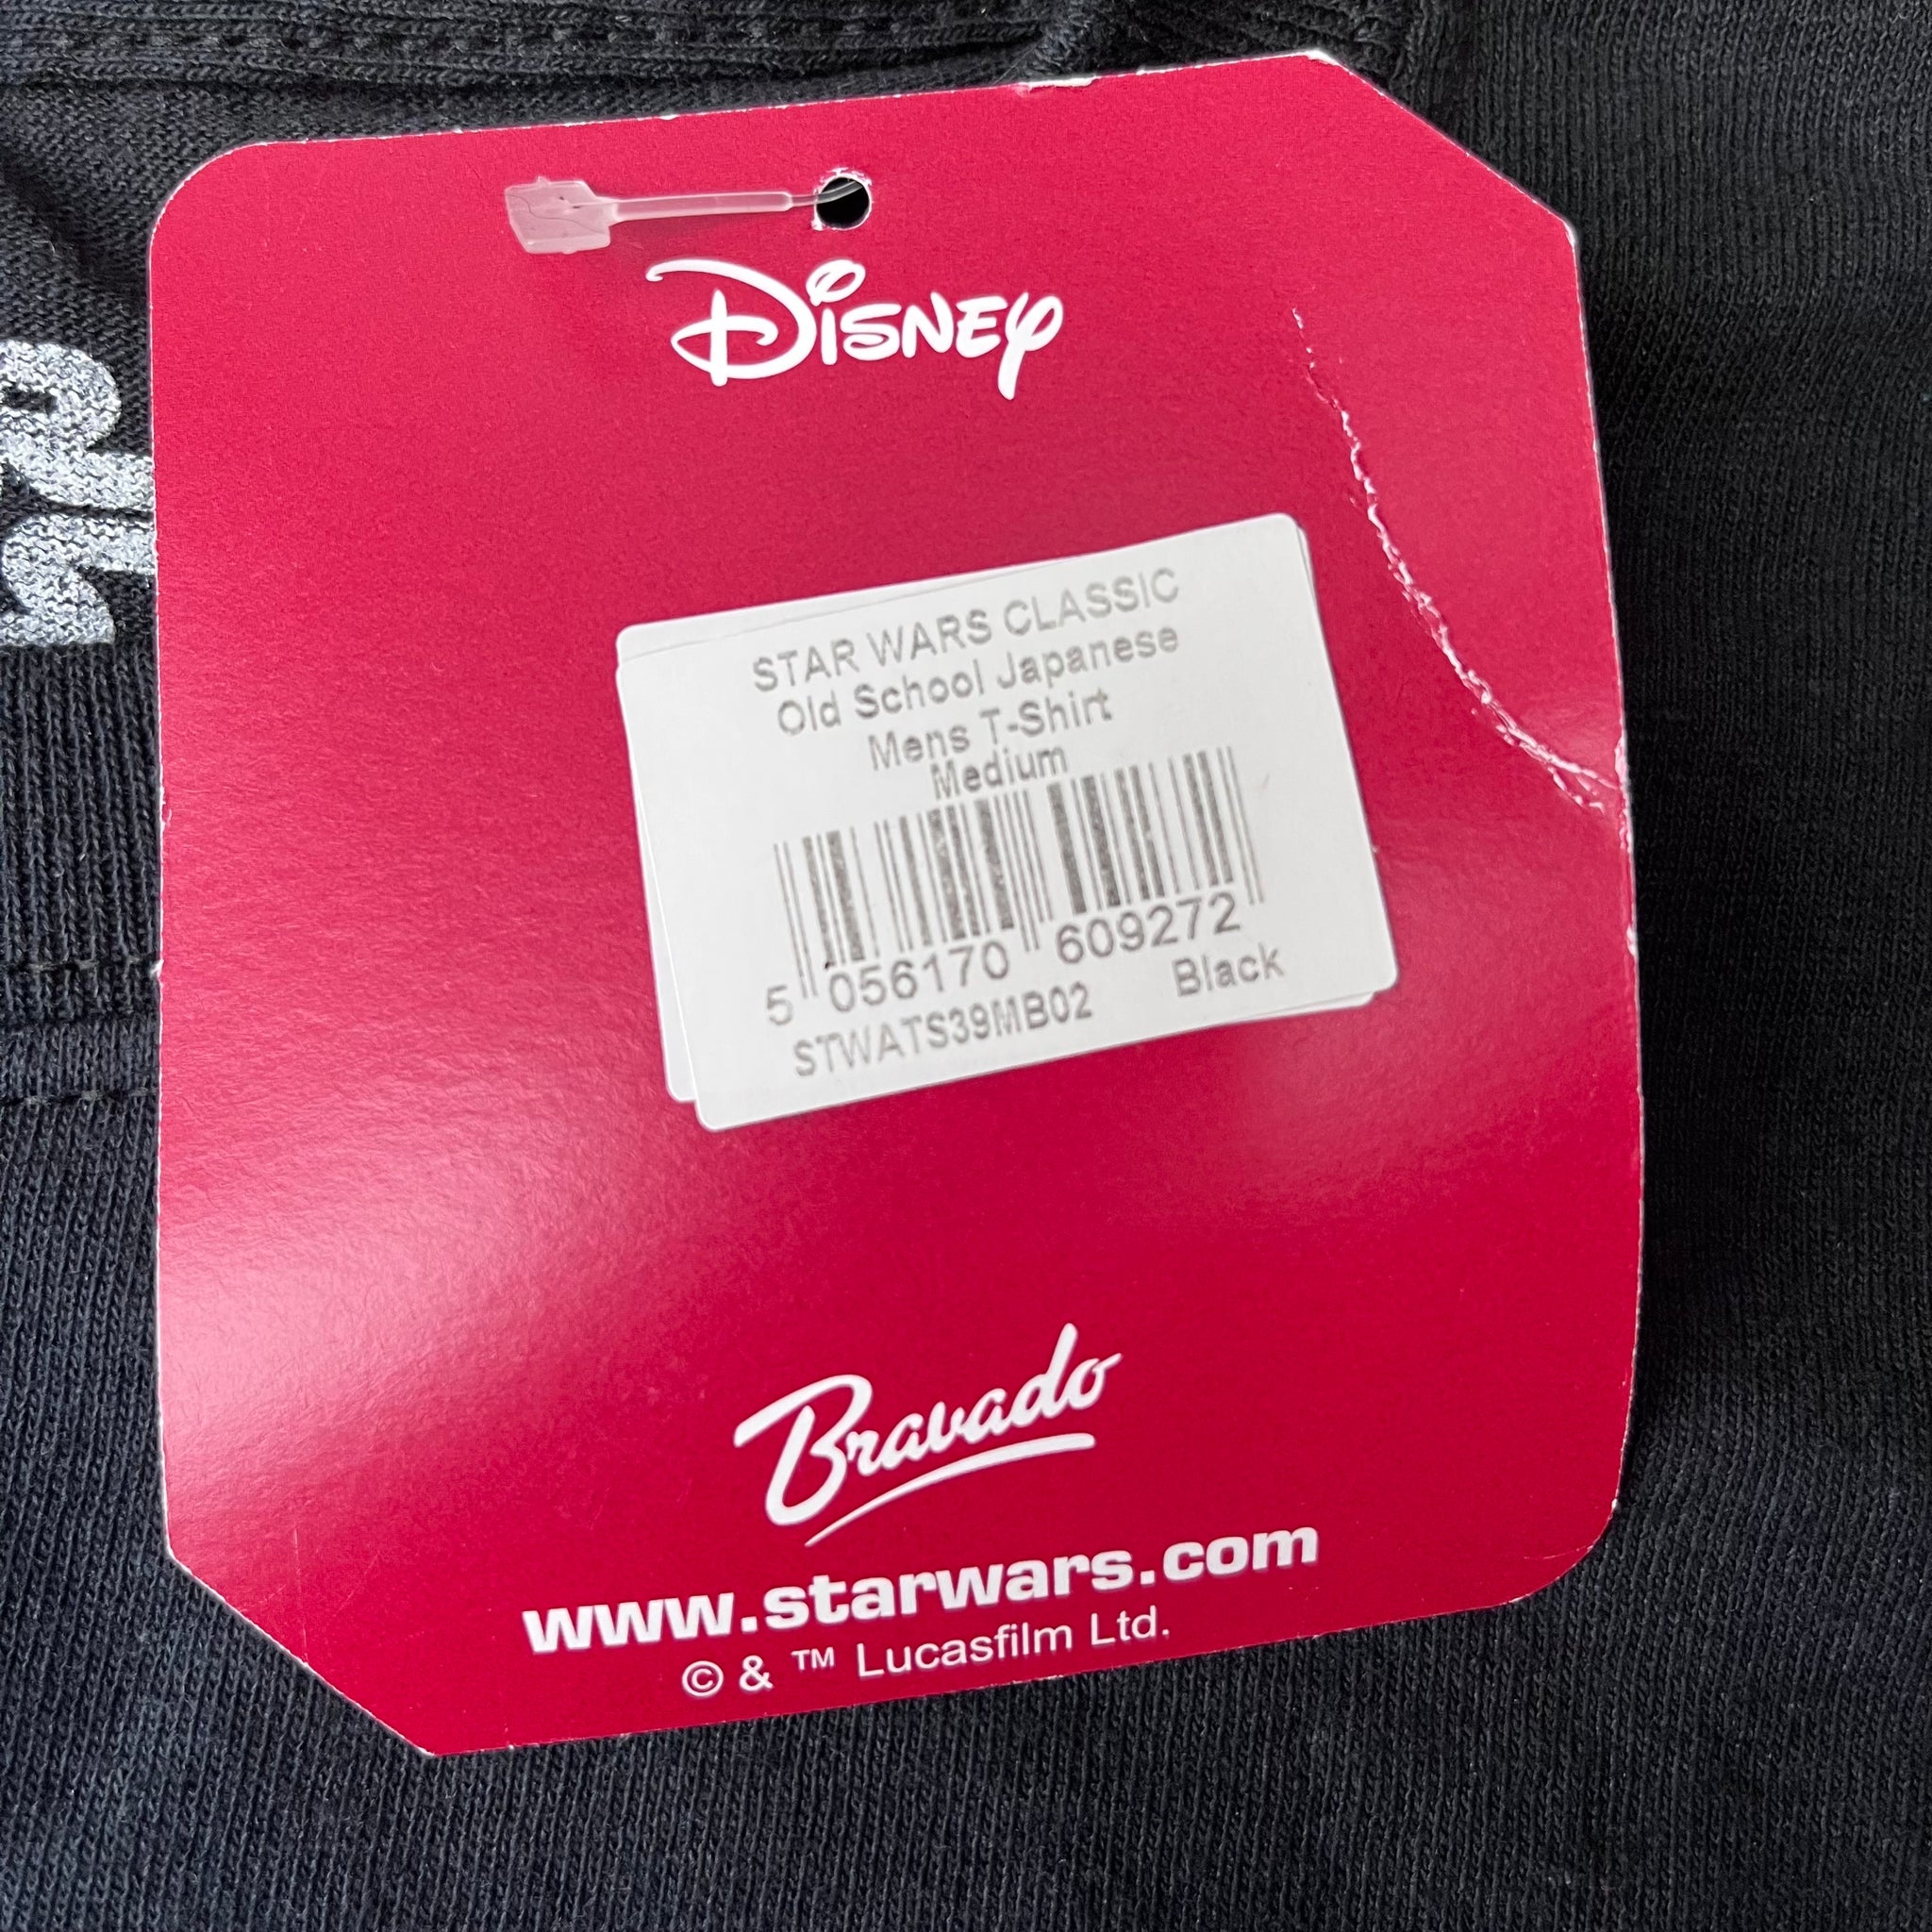 Disney
STAR WARS CLASSIC
Old School Japanese
Mens T-Shirt
Medium
5 056170 609272
STWATS39MB02 Black
Bravado
www.starwars.com
© & ™ Lucasfilm Ltd.